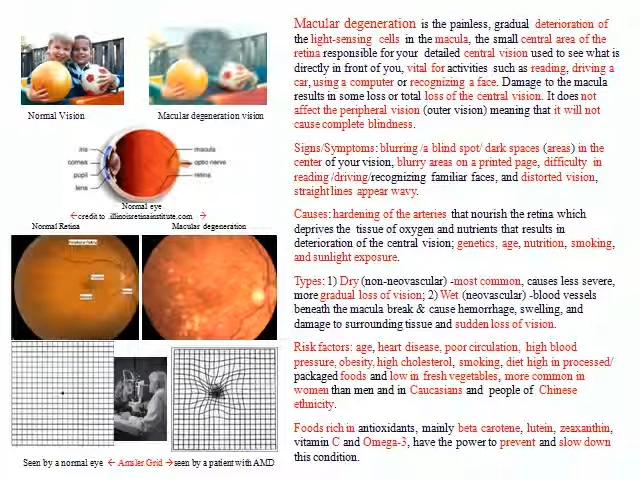 Normal Vision
Macular degeneration vision
iris
cornea
pupil
lens
macula
optic nerve
retina
Normal eye
←credit to .illinoisretinainstitute.com →
Normal Retina
Macular degeneration
Seen by a normal eye ← Amsler Grid →seen by a patient with AMD
Macular degeneration is the painless, gradual deterioration of
the light-sensing cells in the macula, the small central area of the
retina responsible for your detailed central vision used to see what is
directly in front of you, vital for activities such as reading, driving a
car, using a computer or recognizing a face. Damage to the macula
results in some loss or total loss of the central vision. It does not
affect the peripheral vision (outer vision) meaning that it will not
cause complete blindness.
Signs/Symptoms: blurring /a blind spot/ dark spaces (areas) in the
center of your vision, blurry areas on a printed page, difficulty in
reading /driving/recognizing familiar faces, and distorted vision,
straight lines appear wavy.
Causes: hardening of the arteries that nourish the retina which
deprives the tissue of oxygen and nutrients that results in
deterioration of the central vision; genetics, age, nutrition, smoking,
and sunlight exposure.
Types: 1) Dry (non-neovascular) -most common, causes less severe,
more gradual loss of vision; 2) Wet (neovascular) -blood vessels
beneath the macula break & cause hemorrhage, swelling, and
damage to surrounding tissue and sudden loss of vision.
Risk factors: age, heart disease, poor circulation, high blood
pressure, obesity, high cholesterol, smoking, diet high in processed/
packaged foods and low in fresh vegetables, more common in
women than men and in Caucasians and people of Chinese
ethnicity.
Foods rich in antioxidants, mainly beta carotene, lutein, zeaxanthin,
vitamin C and Omega-3, have the power to prevent and slow down
this condition.